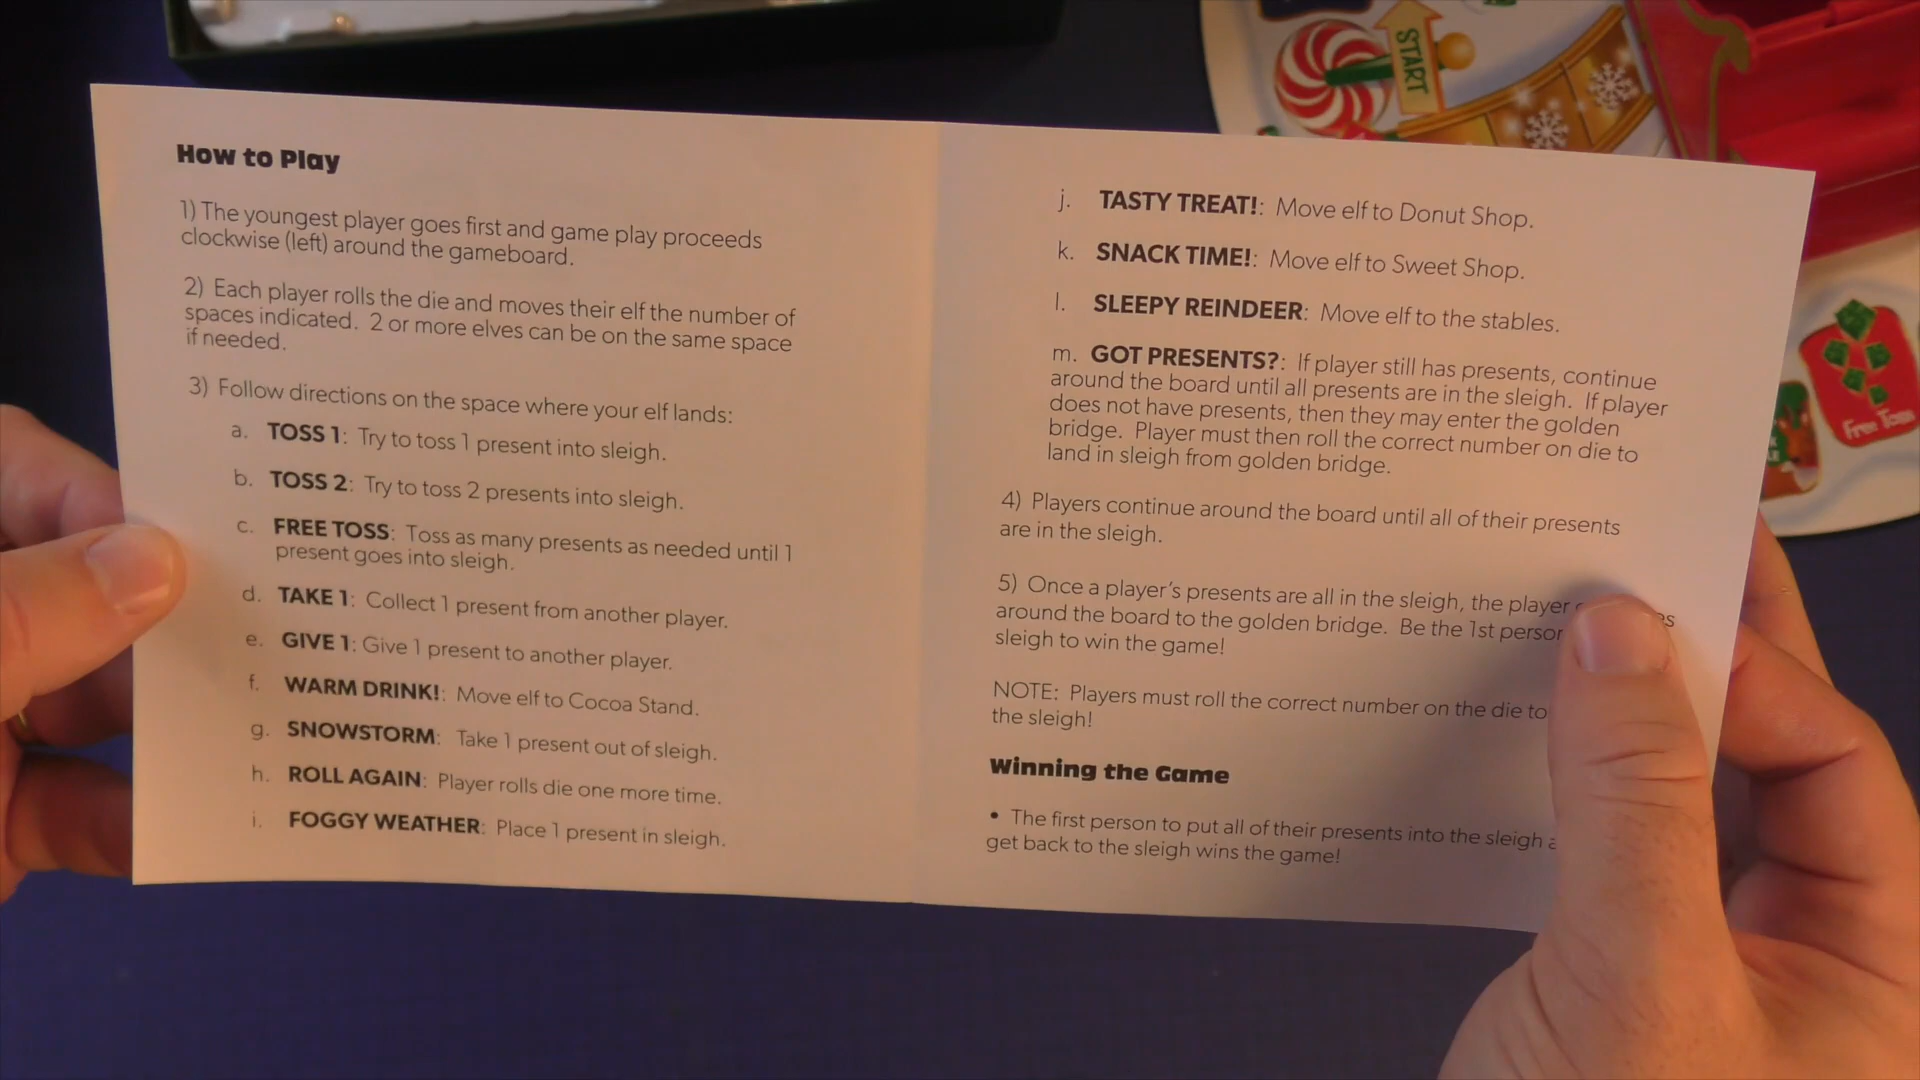 How to Play
1) The youngest player goes first and game play proceeds
clockwise (left) around the gameboard.
2) Each player rolls the die and moves their elf the number of
spaces indicated. 2 or more elves can be on the same space
if needed.
3) Follow directions on the space where your elf lands:
a. TOSS 1: Try to toss 1 present into sleigh.
b. TOSS 2: Try to toss 2 presents into sleigh.
c. FREE TOSS: Toss as many presents as needed until 1
present goes into sleigh.
d. TAKE 1: Collect 1 present from another player.
e. GIVE 1: Give 1 present to another player.
f. WARM DRINK!: Move elf to Cocoa Stand.
g. SNOWSTORM: Take 1 present out of sleigh.
h. ROLL AGAIN: Player rolls die one more time.
i. FOGGY WEATHER: Place 1 present in sleigh.
j. TASTY TREAT!: Move elf to Donut Shop.
k. SNACK TIME!: Move elf to Sweet Shop.
l. SLEEPY REINDEER: Move elf to the stables.
m. GOT PRESENTS?: If player still has presents, continue
around the board until all presents are in the sleigh. If player
does not have presents, then they may enter the golden
bridge. Player must then roll the correct number on die to
land in sleigh from golden bridge.
4) Players continue around the board until all of their presents
are in the sleigh.
5) Once a player's presents are all in the sleigh, the player
around the board to the golden bridge. Be the 1st person
sleigh to win the game!
NOTE: Players must roll the correct number on the die to
the sleigh!
Winning the Game
• The first person to put all of their presents into the sleigh
get back to the sleigh wins the game!
START
Free Toss